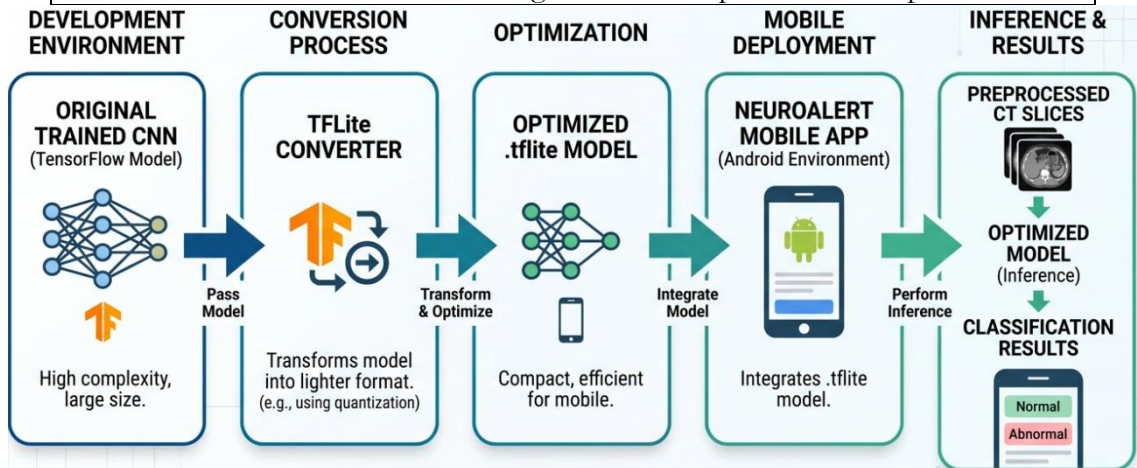 DEVELOPMENT
ENVIRONMENT
ORIGINAL
TRAINED CNN
(TensorFlow Model)
High complexity,
large size.
Pass
Model
CONVERSION
PROCESS
TFLite
CONVERTER
Transforms model
into lighter format.
(e.g., using quantization)
Transform
& Optimize
OPTIMIZATION
OPTIMIZED
.tflite MODEL
Compact, efficient
for mobile.
Integrate
Model
MOBILE
DEPLOYMENT
NEUROALERT
MOBILE APP
(Android Environment)
Integrates .tflite
model.
Perform
Inference
INFERENCE &
RESULTS
PREPROCESSED
CT SLICES
OPTIMIZED
MODEL
(Inference)
CLASSIFICATION
RESULTS
Normal
Abnormal